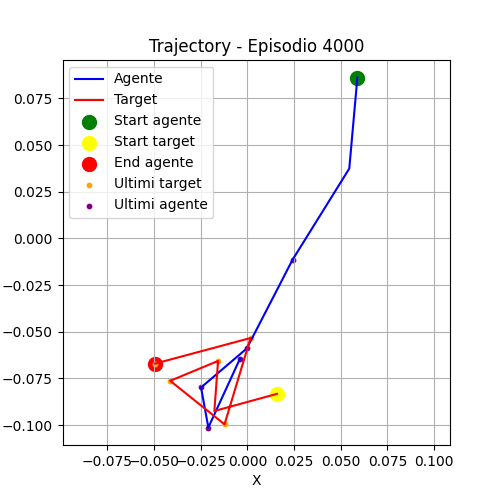 Trajectory - Episodio 4000
Agente
Target
Start agente
Start target
End agente
Ultimi target
Ultimi agente
0.075
0.050
0.025
0.000
−0.025
−0.050
−0.075
−0.100
−0.075 −0.050 −0.025 0.000 0.025 0.050 0.075 0.100
X